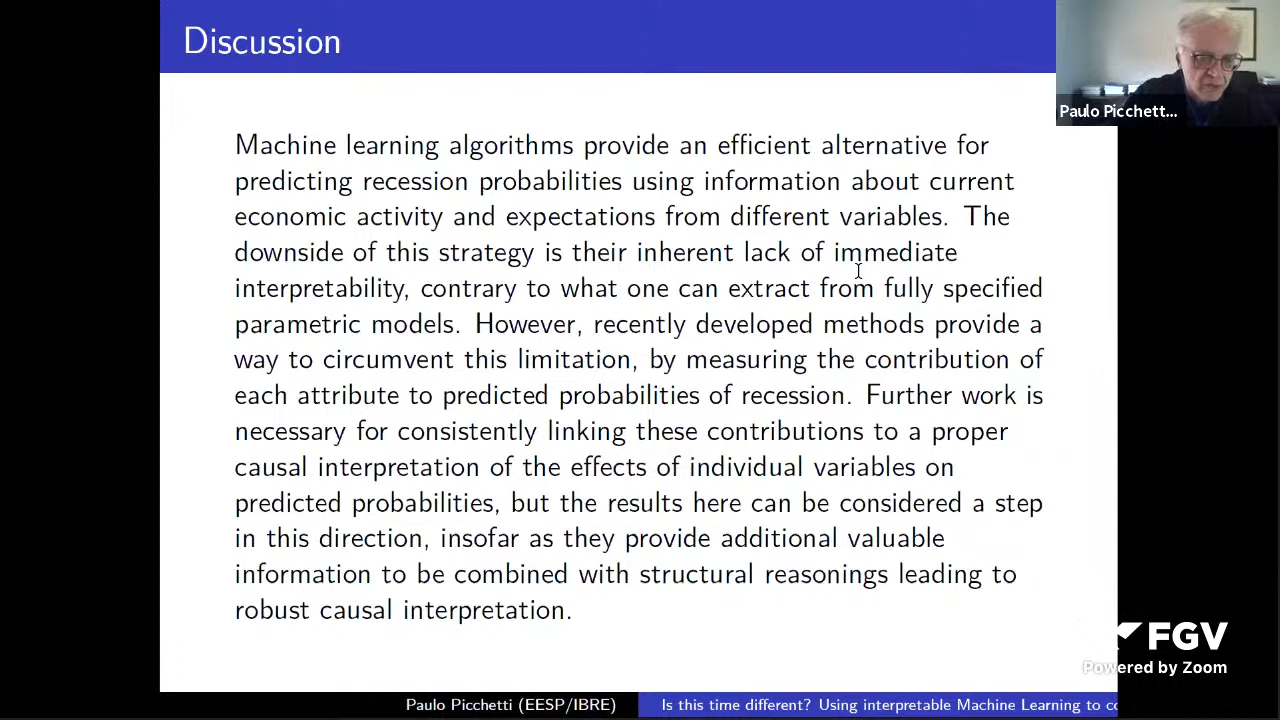 Discussion
Paulo Picchett...
Machine learning algorithms provide an efficient alternative for
predicting recession probabilities using information about current
economic activity and expectations from different variables. The
downside of this strategy is their inherent lack of immediate
interpretability, contrary to what one can extract from fully specified
parametric models. However, recently developed methods provide a
way to circumvent this limitation, by measuring the contribution of
each attribute to predicted probabilities of recession. Further work is
necessary for consistently linking these contributions to a proper
causal interpretation of the effects of individual variables on
predicted probabilities, but the results here can be considered a step
in this direction, insofar as they provide additional valuable
information to be combined with structural reasonings leading to
robust causal interpretation.
FGV
Powered by Zoom
Paulo Picchetti (EESP/IBRE)
Is this time different? Using interpretable Machine Learning to